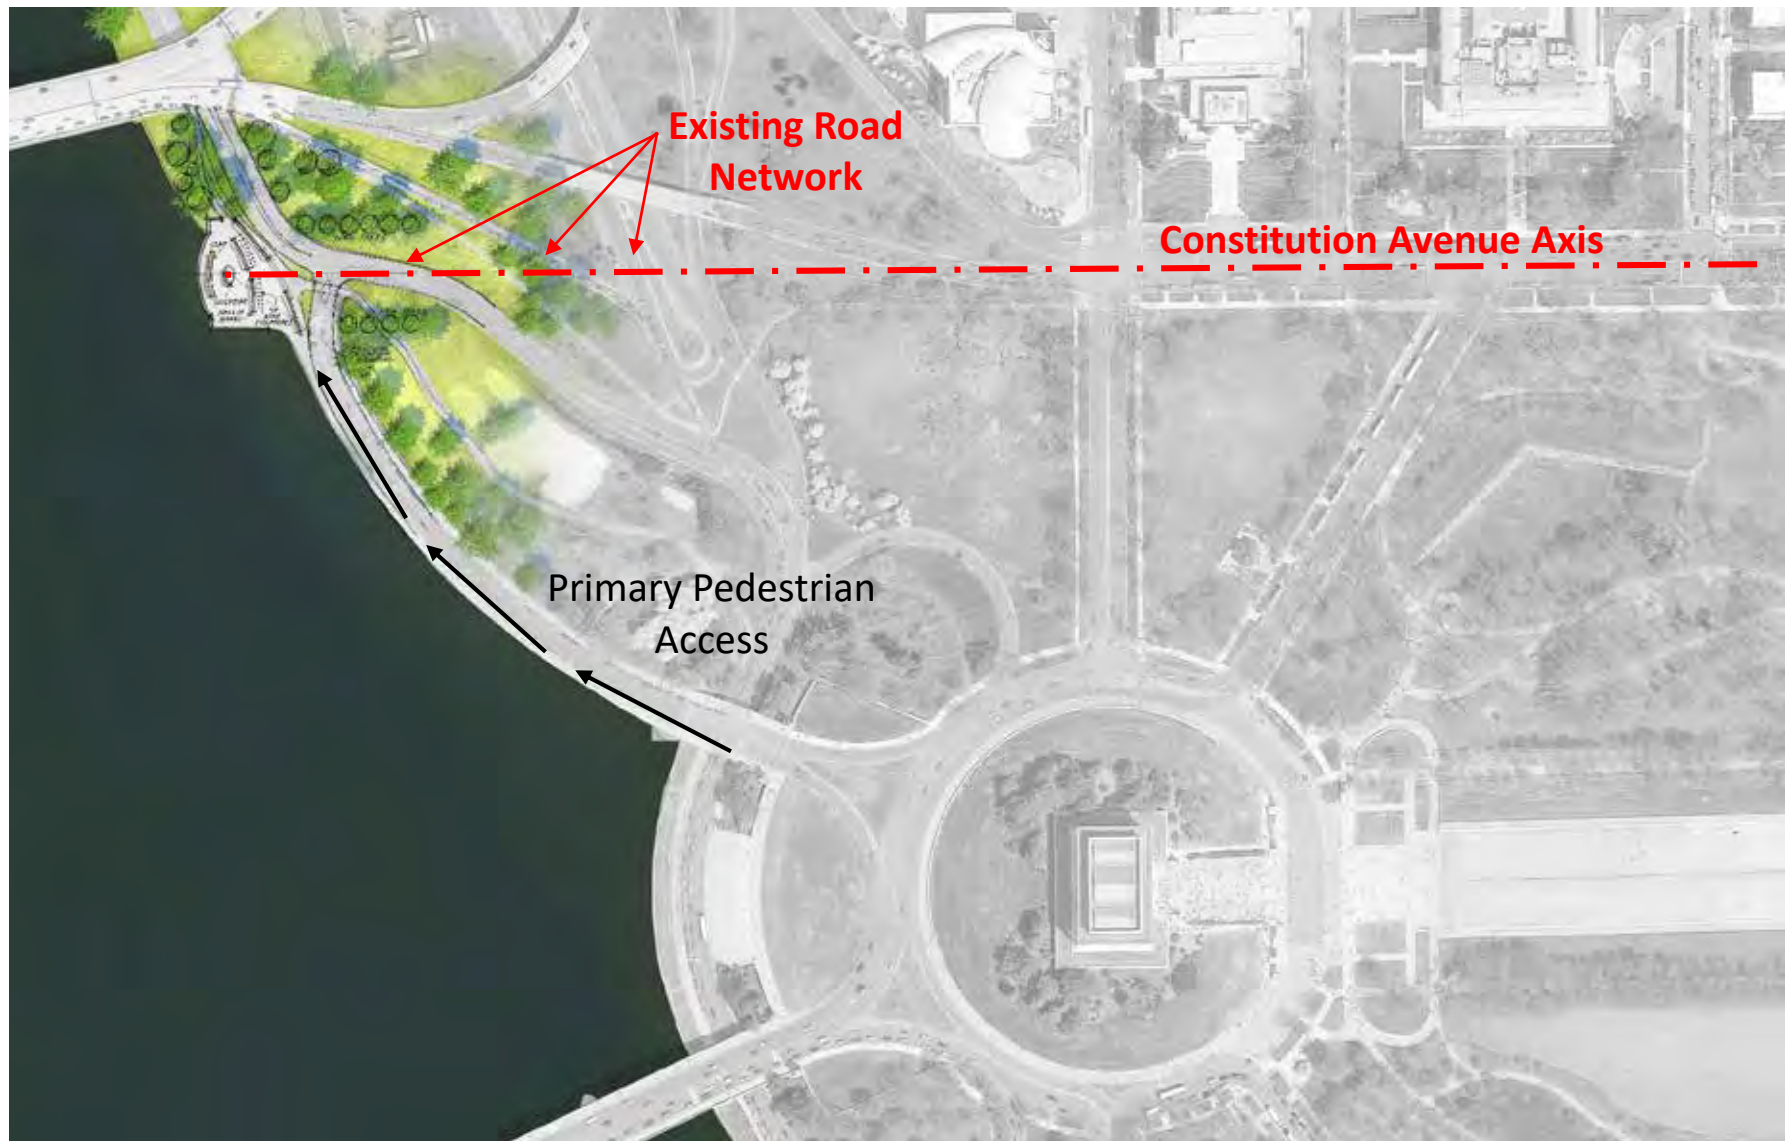 Existing Road
Network
Constitution Avenue Axis
Primary Pedestrian
Access